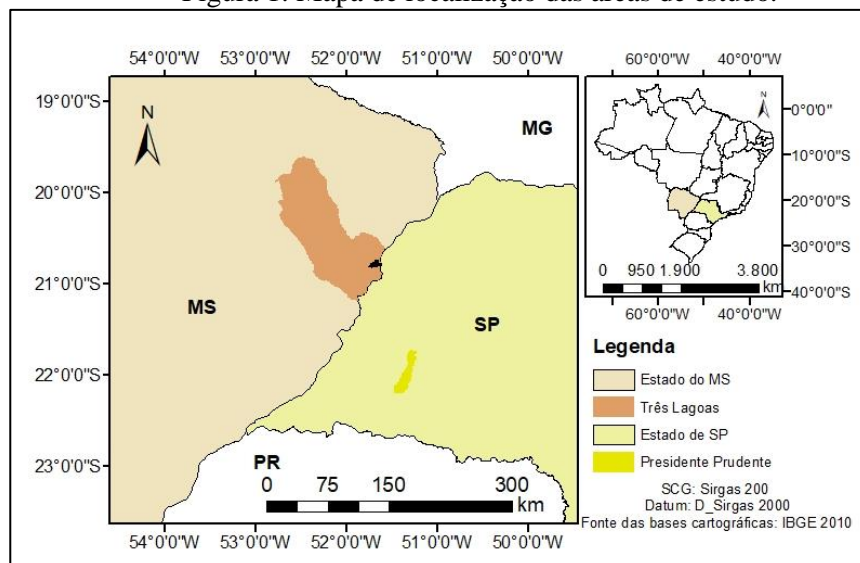 Figura 1: Mapa de localização das áreas de estudo.
54°0'0"W 53°0'0"W 52°0'0"W 51°0'0"W 50°0'0"W
19°0'0"S
20°0'0"S
21°0'0"S
22°0'0"S
23°0'0"S
N
MG
MS
SP
PR
0 75 150 300
km
54°0'0"W 53°0'0"W 52°0'0"W 51°0'0"W 50°0'0"W
60°0'0"W 40°0'0"W
N
0°0'0"
10°0'0"S
20°0'0"S
30°0'0"S
40°0'0"S
0 950 1.900 3.800
km
60°0'0"W 40°0'0"W
Legenda
Estado do MS
Três Lagoas
Estado de SP
Presidente Prudente
SCG: Sirgas 200
Datum: D_Sirgas 2000
Fonte das bases cartográficas: IBGE 2010